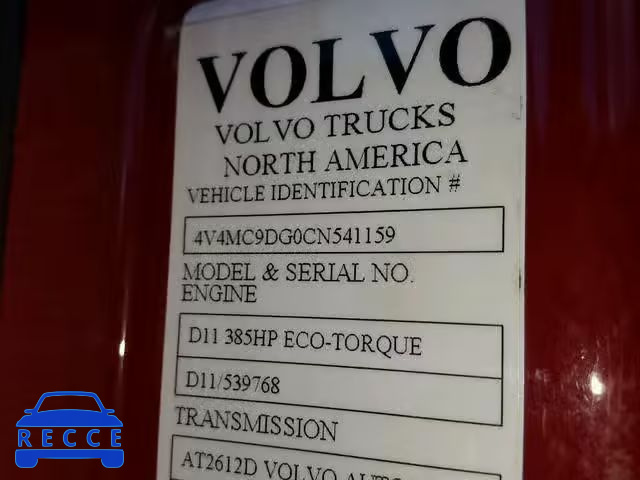 VOLVO
VOLVO TRUCKS
NORTH AMERICA
VEHICLE IDENTIFICATION #
4V4MC9DG0CN541159
MODEL & SERIAL NO.
ENGINE
D11 385HP ECO-TORQUE
D11/539768
TRANSMISSION
AT2612D VOLVO
RECCE